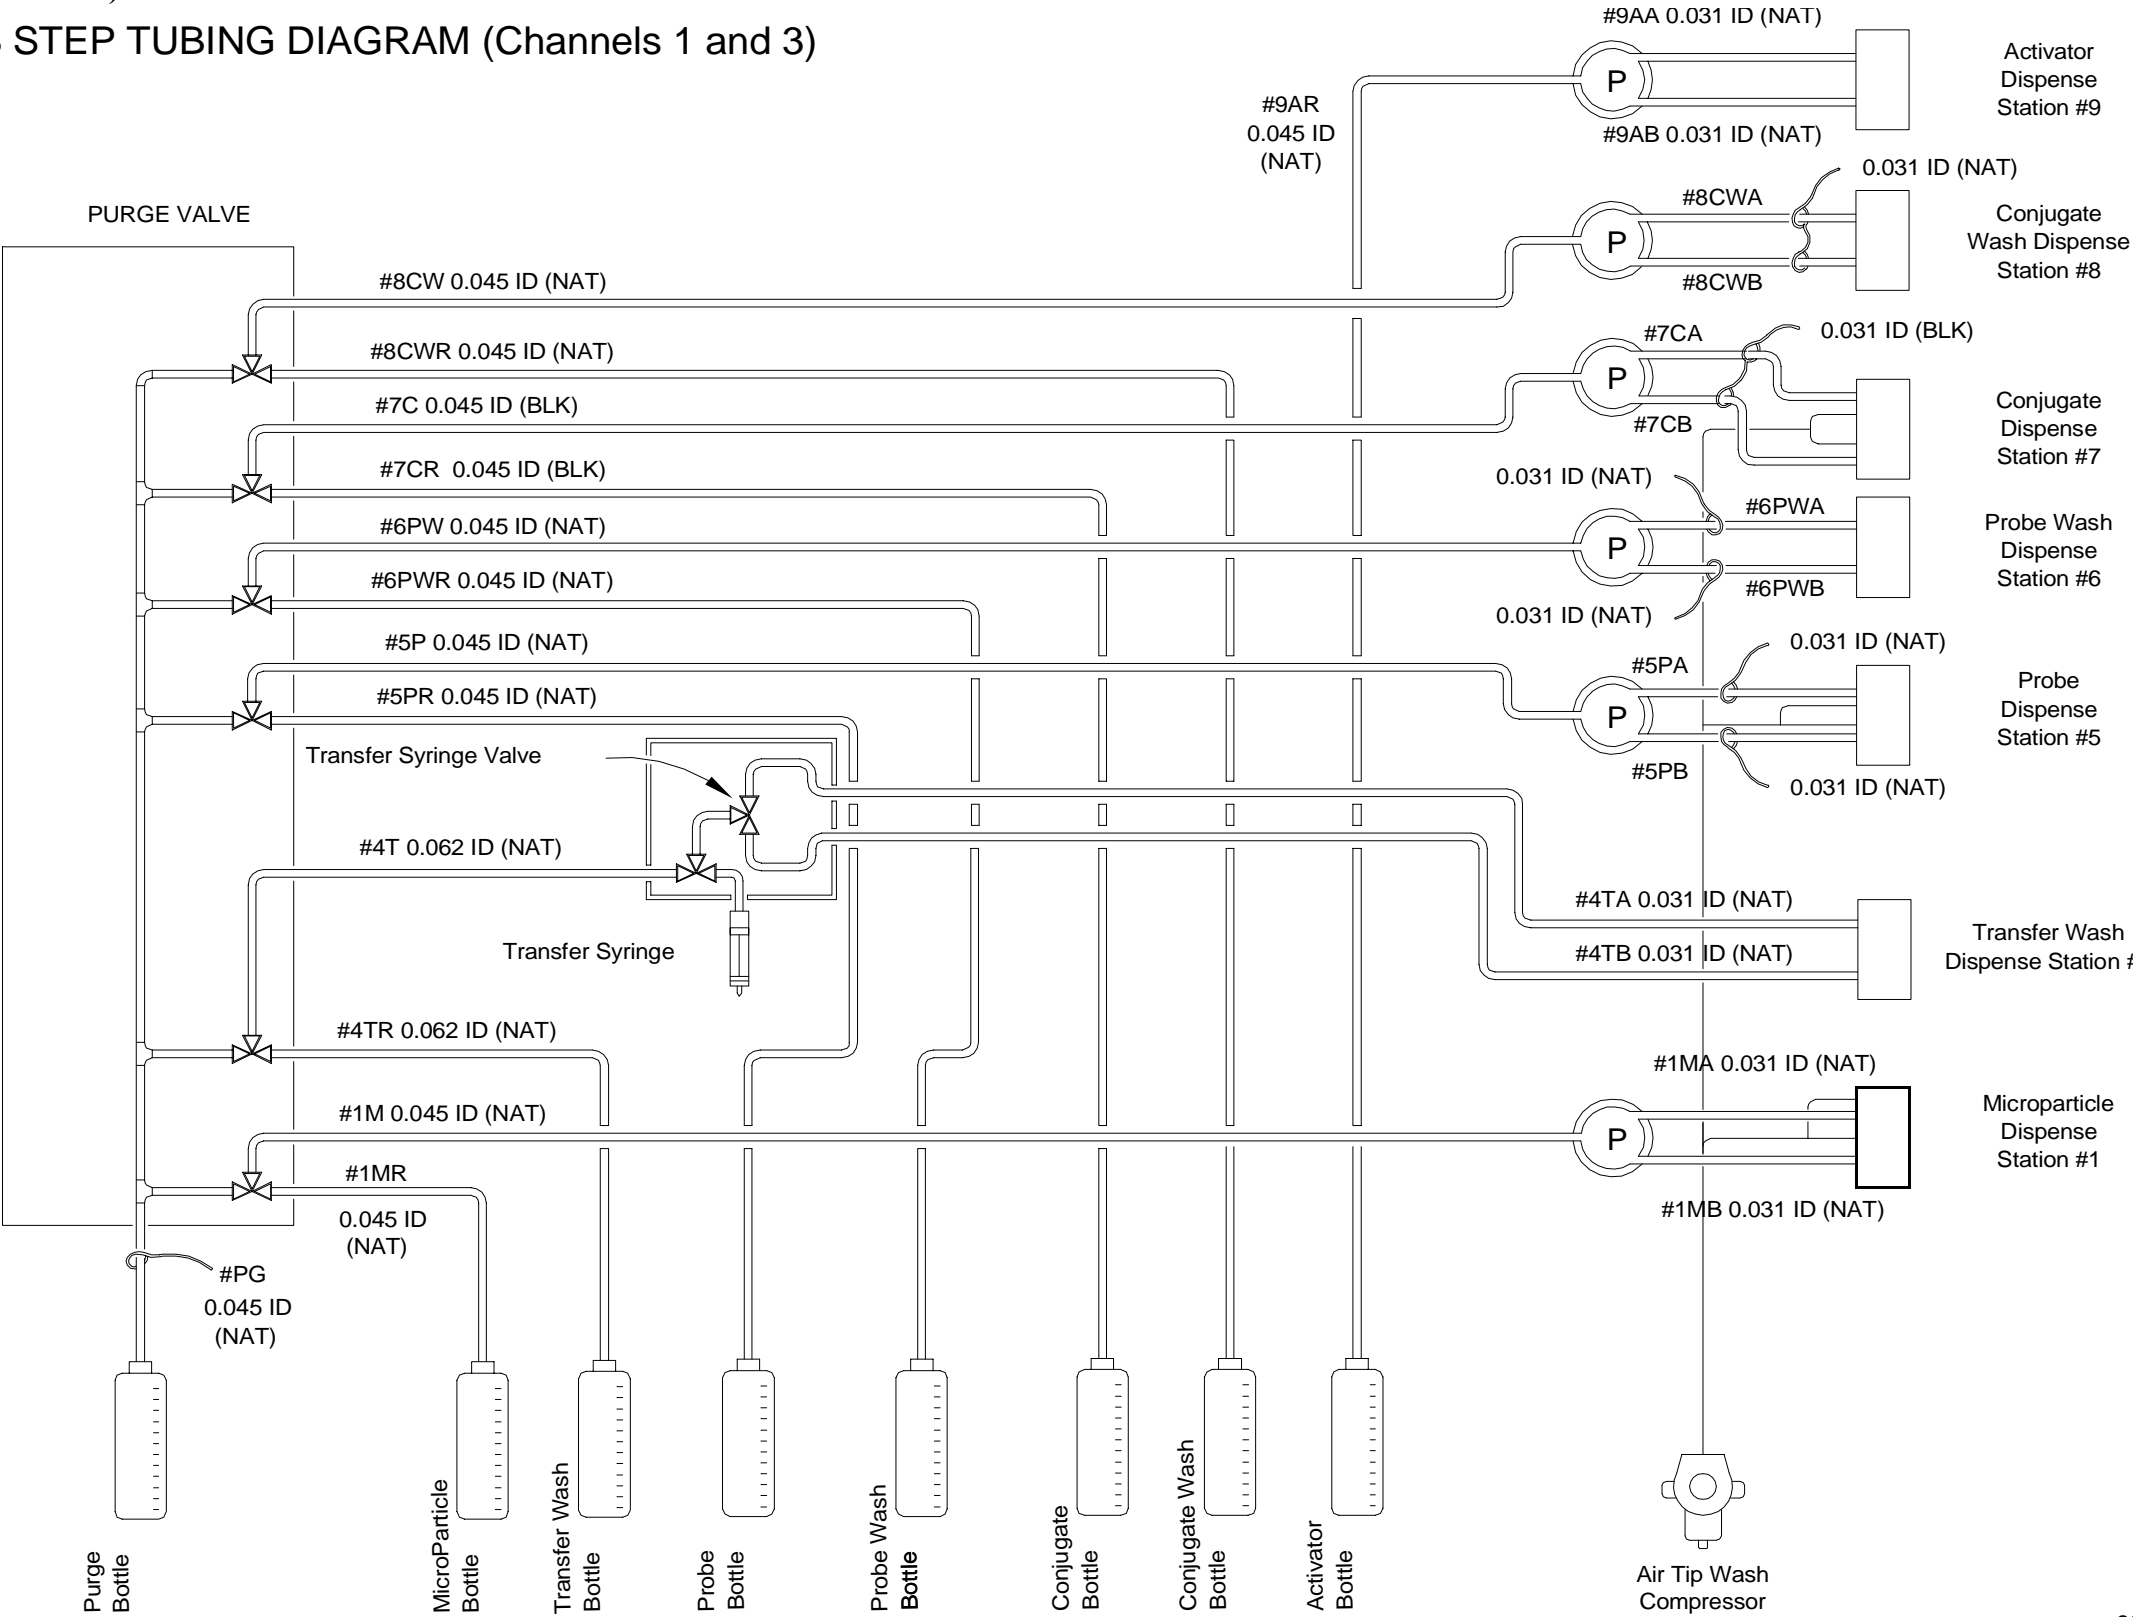 STEP TUBING DIAGRAM (Channels 1 and 3)
#9AA 0.031 ID (NAT)
P
Activator
Dispense
Station #9
#9AR
0.045 ID
(NAT)
#9AB 0.031 ID (NAT)
0.031 ID (NAT)
PURGE VALVE
#8CWA
P
#8CWB
Conjugate
Wash Dispense
Station #8
#8CW 0.045 ID (NAT)
#8CWR 0.045 ID (NAT)
#7CA
0.031 ID (BLK)
P
#7CB
Conjugate
Dispense
Station #7
#7C 0.045 ID (BLK)
#7CR 0.045 ID (BLK)
0.031 ID (NAT)
#6PW 0.045 ID (NAT)
#6PWA
P
#6PWB
0.031 ID (NAT)
Probe Wash
Dispense
Station #6
#6PWR 0.045 ID (NAT)
#5P 0.045 ID (NAT)
0.031 ID (NAT)
#5PA
P
#5PB
0.031 ID (NAT)
Probe
Dispense
Station #5
#5PR 0.045 ID (NAT)
Transfer Syringe Valve
#4T 0.062 ID (NAT)
Transfer Syringe
#4TA 0.031 ID (NAT)
#4TB 0.031 ID (NAT)
Transfer Wash
Dispense Station #
#4TR 0.062 ID (NAT)
#1MA 0.031 ID (NAT)
#1M 0.045 ID (NAT)
P
Microparticle
Dispense
Station #1
#1MR
0.045 ID
(NAT)
#1MB 0.031 ID (NAT)
#PG
0.045 ID
(NAT)
Purge
Bottle
MicroParticle
Bottle
Transfer Wash
Bottle
Probe
Bottle
Probe Wash
Bottle
Conjugate
Bottle
Conjugate Wash
Bottle
Activator
Bottle
Air Tip Wash
Compressor